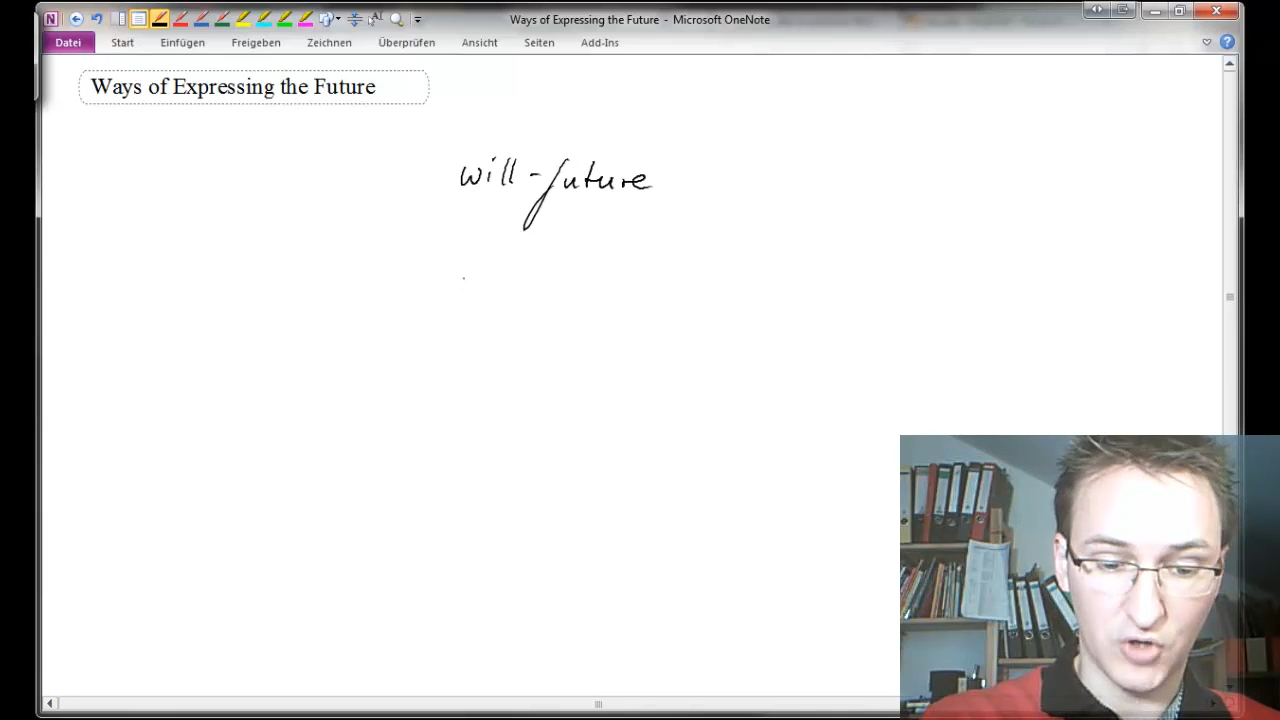 Ways of Expressing the Future - Microsoft OneNote
Datei Start Einfügen Freigeben Zeichnen Überprüfen Ansicht Seiten Add-Ins
Ways of Expressing the Future
will-future